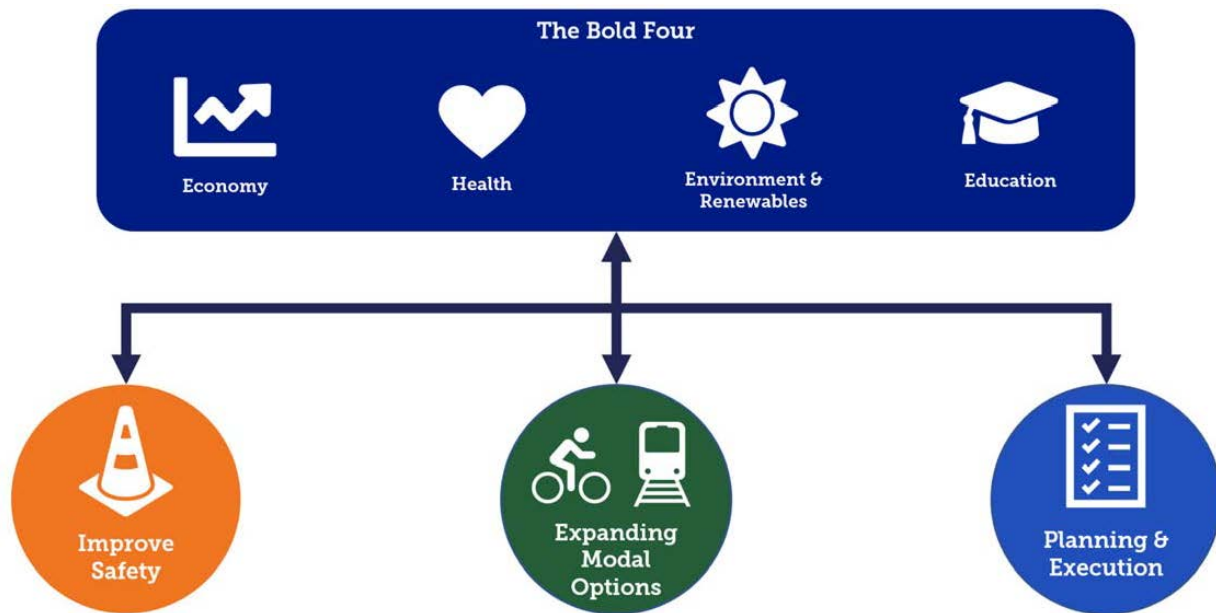 The Bold Four
Economy
Health
Environment &
Renewables
Education
Improve
Safety
Expanding
Modal
Options
Planning &
Execution